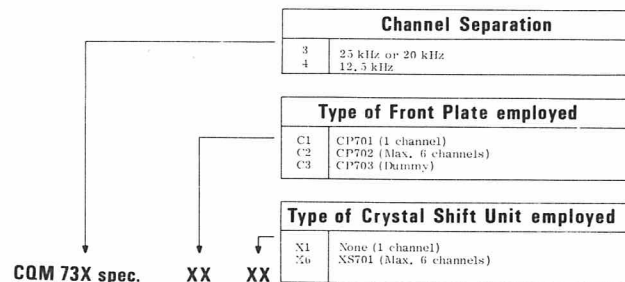 Channel Separation
3 25 kHz or 20 kHz
4 12.5 kHz
Type of Front Plate employed
C1 CP701 (1 channel)
C2 CP702 (Max. 6 channels)
C3 CP703 (Dummy)
Type of Crystal Shift Unit employed
X1 None (1 channel)
X6 XS701 (Max. 6 channels)
CQM 73X spec. XX XX